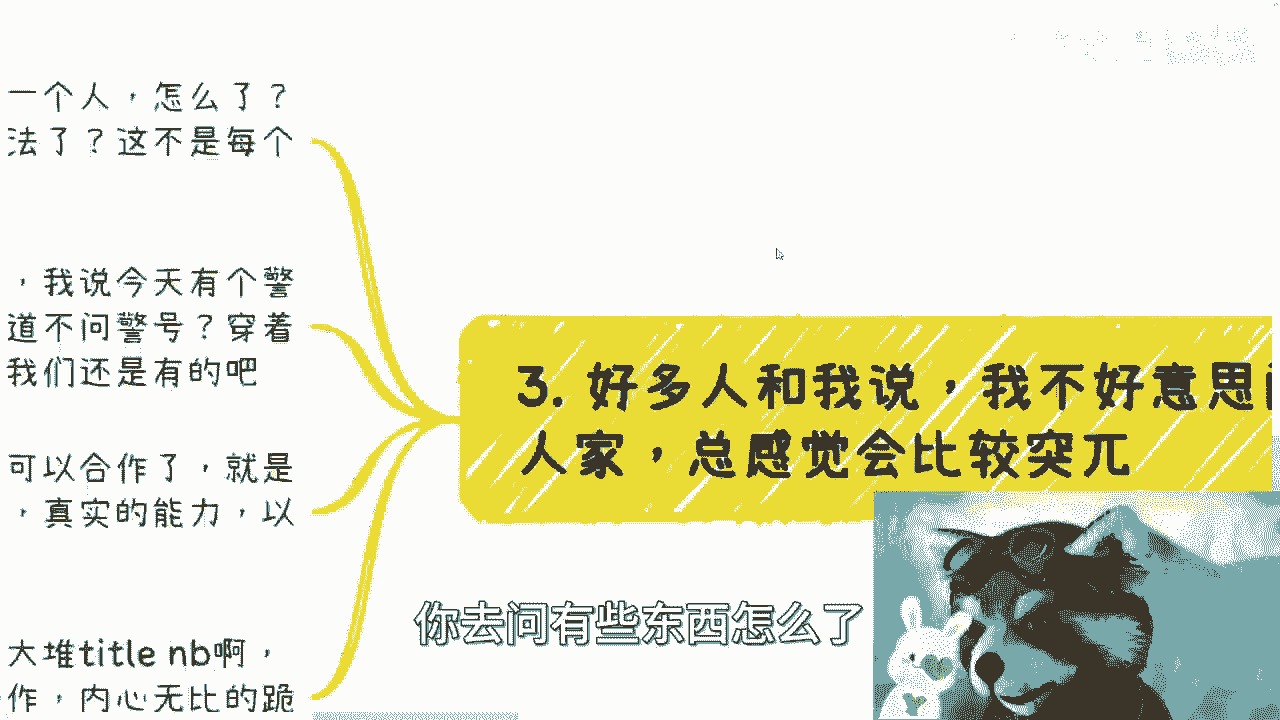 一个人，怎么了？
法了？这不是每个
，我说今天有个警
道不问警号？穿着
我们还是有的吧
可以合作了，就是
，真实的能力，以
大堆title nb啊，
作，内心无比的跪
3. 好多人和我说，我不好意思
人家，总感觉会比较突兀
你去问有些东西怎么了